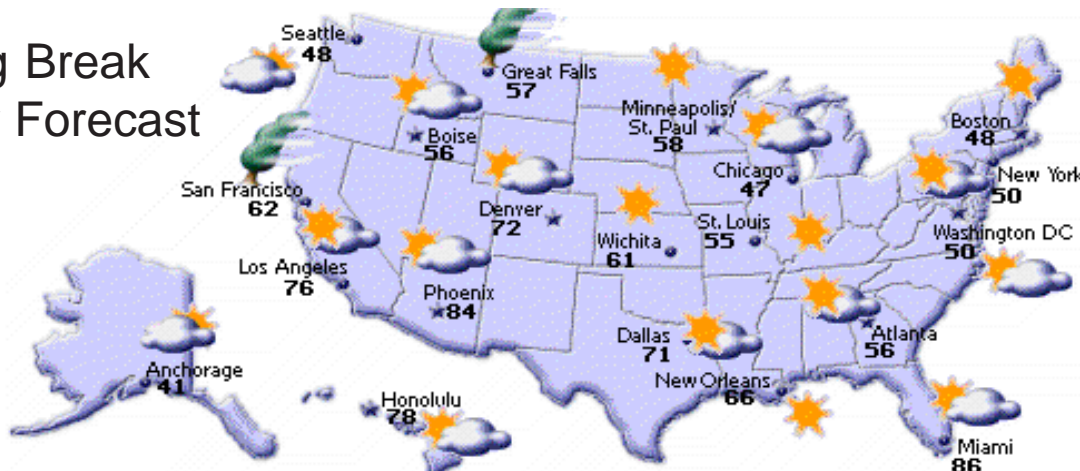 g Break
Forecast
Seattle
48
Great Falls
57
Minneapolis/
St. Paul
58
Boston
48
Boise
56
Chicago
47
New York
50
San Francisco
62
Denver
72
Wichita
61
St. Louis
55
Washington DC
50
Los Angeles
76
Phoenix
84
Dallas
71
Atlanta
56
Anchorage
41
Honolulu
78
New Orleans
66
Miami
86